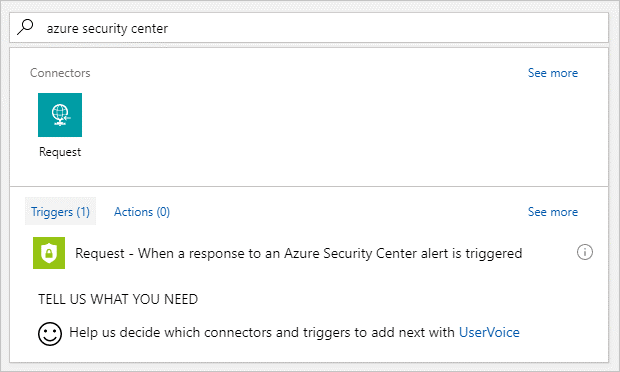 azure security center
Connectors See more
Request
Triggers (1) Actions (0) See more
Request - When a response to an Azure Security Center alert is triggered
TELL US WHAT YOU NEED
Help us decide which connectors and triggers to add next with UserVoice